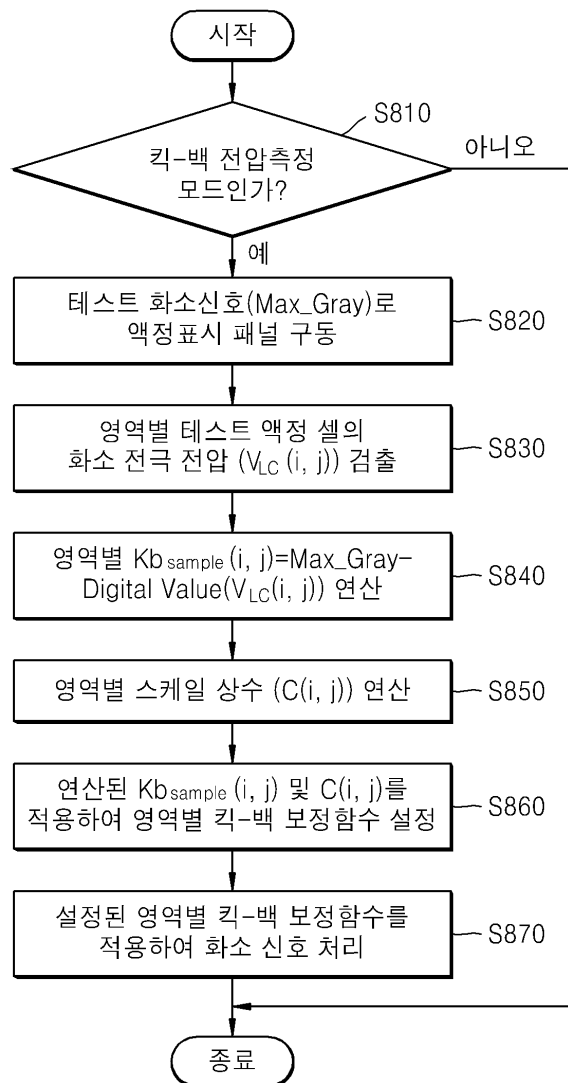 시작
S810
킥-백 전압측정
모드인가?
아니오
예
테스트 화소신호(Max_Gray)로
액정표시 패널 구동
S820
영역별 테스트 액정 셀의
화소 전극 전압 (VLC (i, j)) 검출
S830
영역별 Kbsample (i, j)=Max_Gray-
Digital Value(VLC(i, j)) 연산
S840
영역별 스케일 상수 (C(i, j)) 연산
S850
연산된 Kbsample (i, j) 및 C(i, j)를
적용하여 영역별 킥-백 보정함수 설정
S860
설정된 영역별 킥-백 보정함수를
적용하여 화소 신호 처리
S870
종료